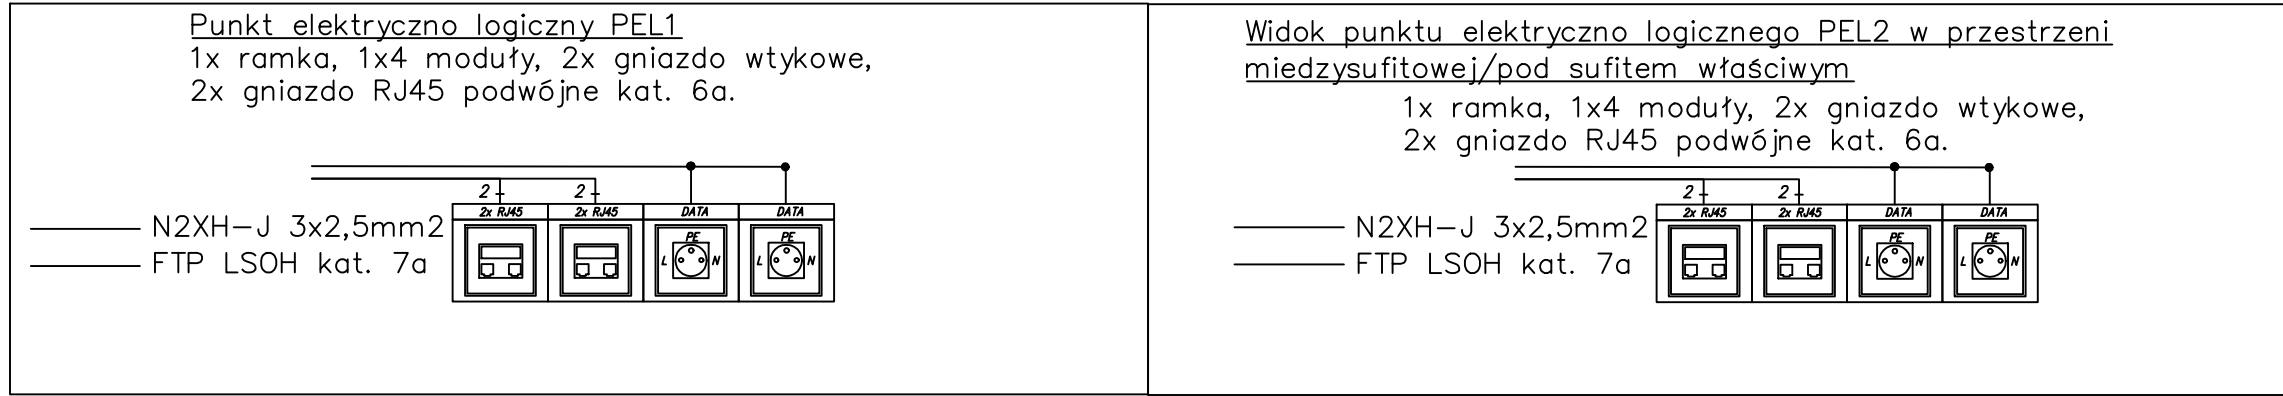 Punkt elektryczno logiczny PEL1
1x ramka, 1x4 moduły, 2x gniazdo wtykowe,
2x gniazdo RJ45 podwójne kat. 6a.
2 2
2x RJ45 2x RJ45 DATA DATA
N2XH-J 3x2,5mm2
PE PE
L N L N
FTP LSOH kat. 7a
Widok punktu elektryczno logicznego PEL2 w przestrzeni
miedzysufitowej/pod sufitem właściwym
1x ramka, 1x4 moduły, 2x gniazdo wtykowe,
2x gniazdo RJ45 podwójne kat. 6a.
2 2
2x RJ45 2x RJ45 DATA DATA
N2XH-J 3x2,5mm2
PE PE
L N L N
FTP LSOH kat. 7a